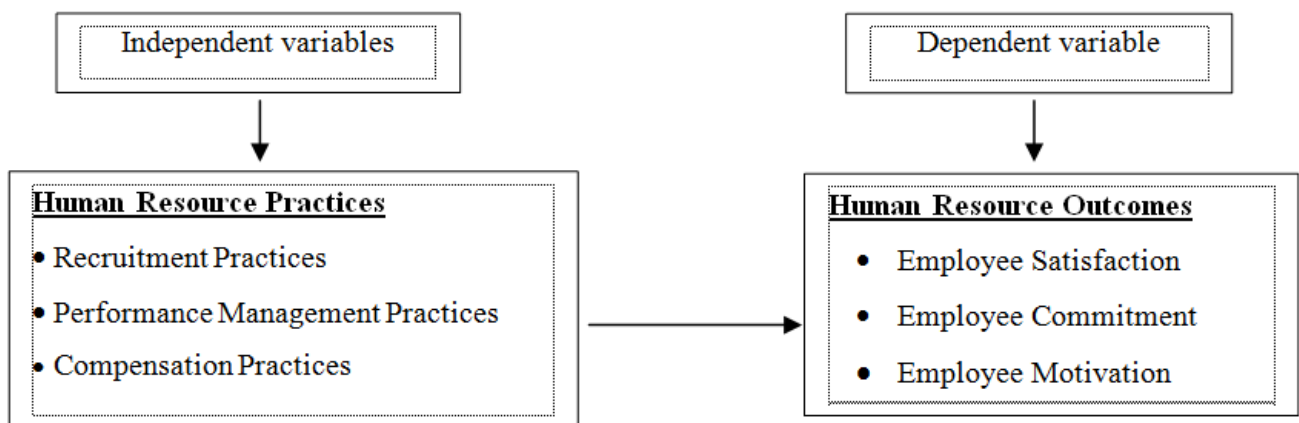 Independent variables
Dependent variable
Human Resource Practices
• Recruitment Practices
• Performance Management Practices
• Compensation Practices
Human Resource Outcomes
• Employee Satisfaction
• Employee Commitment
• Employee Motivation